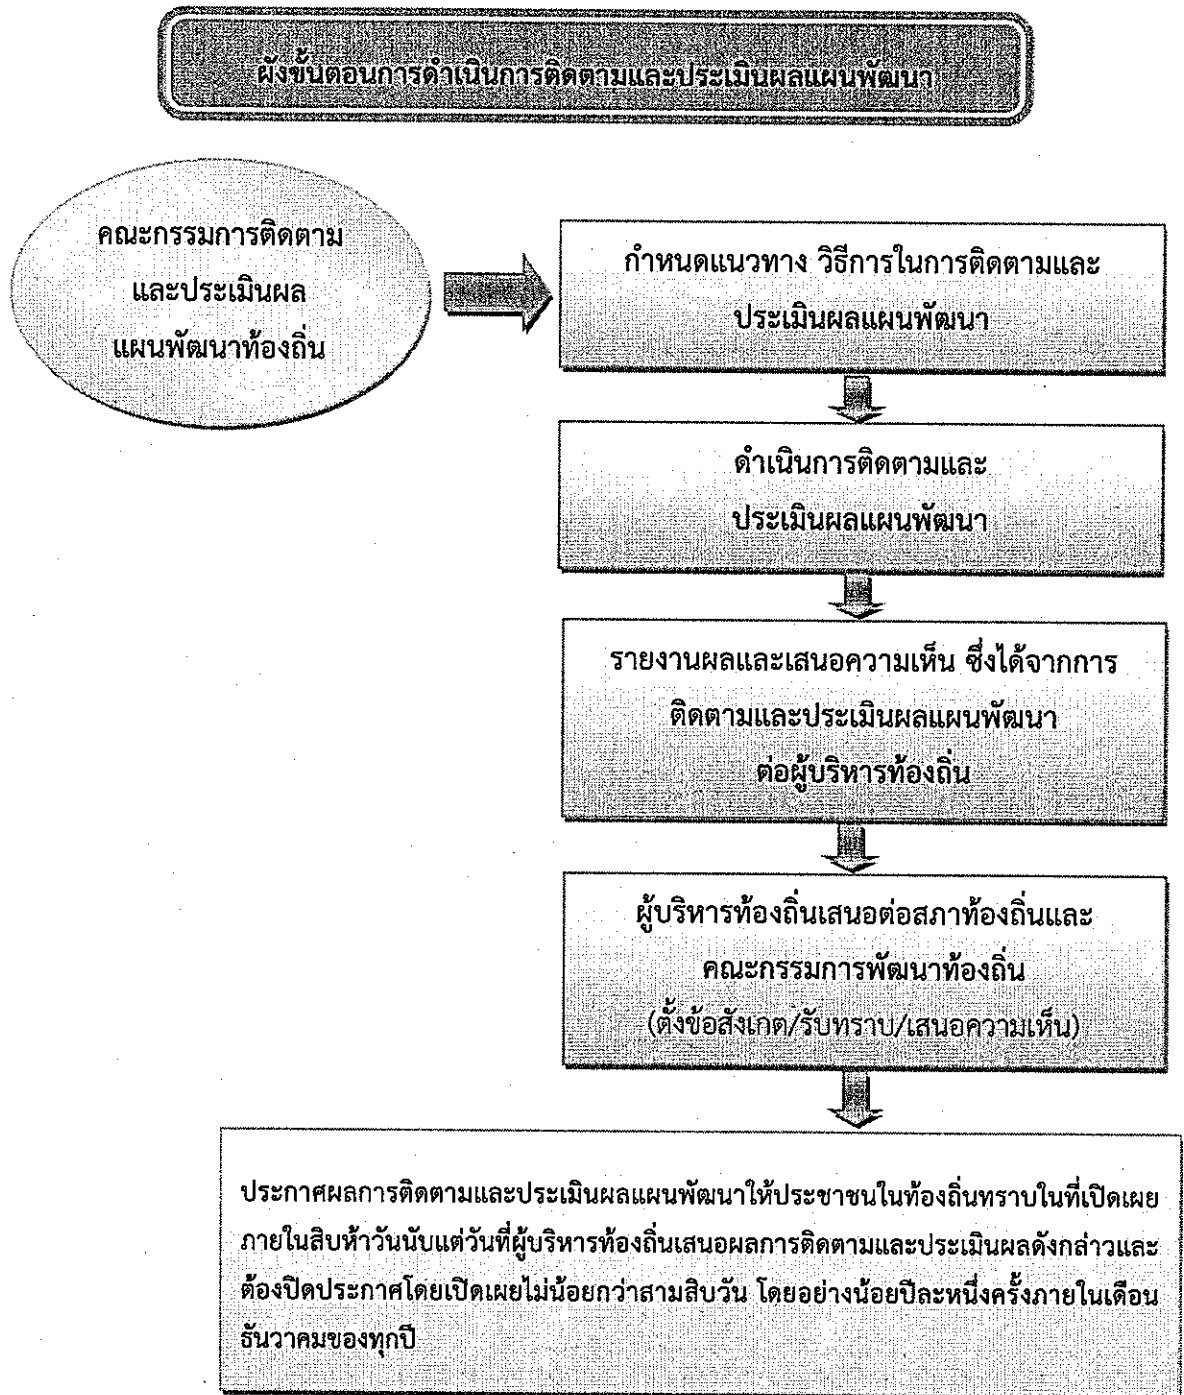 ผังขั้นตอนการดำเนินการติดตามและประเมินผลแผนพัฒนา
คณะกรรมการติดตาม
และประเมินผล
แผนพัฒนาท้องถิ่น
กำหนดแนวทาง วิธีการในการติดตามและ
ประเมินผลแผนพัฒนา
ดำเนินการติดตามและ
ประเมินผลแผนพัฒนา
รายงานผลและเสนอความเห็น ซึ่งได้จากการ
ติดตามและประเมินผลแผนพัฒนา
ต่อผู้บริหารท้องถิ่น
ผู้บริหารท้องถิ่นเสนอต่อสภาท้องถิ่นและ
คณะกรรมการพัฒนาท้องถิ่น
(ตั้งข้อสังเกต/รับทราบ/เสนอความเห็น)
ประกาศผลการติดตามและประเมินผลแผนพัฒนาให้ประชาชนในท้องถิ่นทราบในที่เปิดเผย
ภายในสิบห้าวันนับแต่วันที่ผู้บริหารท้องถิ่นเสนอผลการติดตามและประเมินผลดังกล่าวและ
ต้องปิดประกาศโดยเปิดเผยไม่น้อยกว่าสามสิบวัน โดยอย่างน้อยปีละหนึ่งครั้งภายในเดือน
ธันวาคมของทุกปี